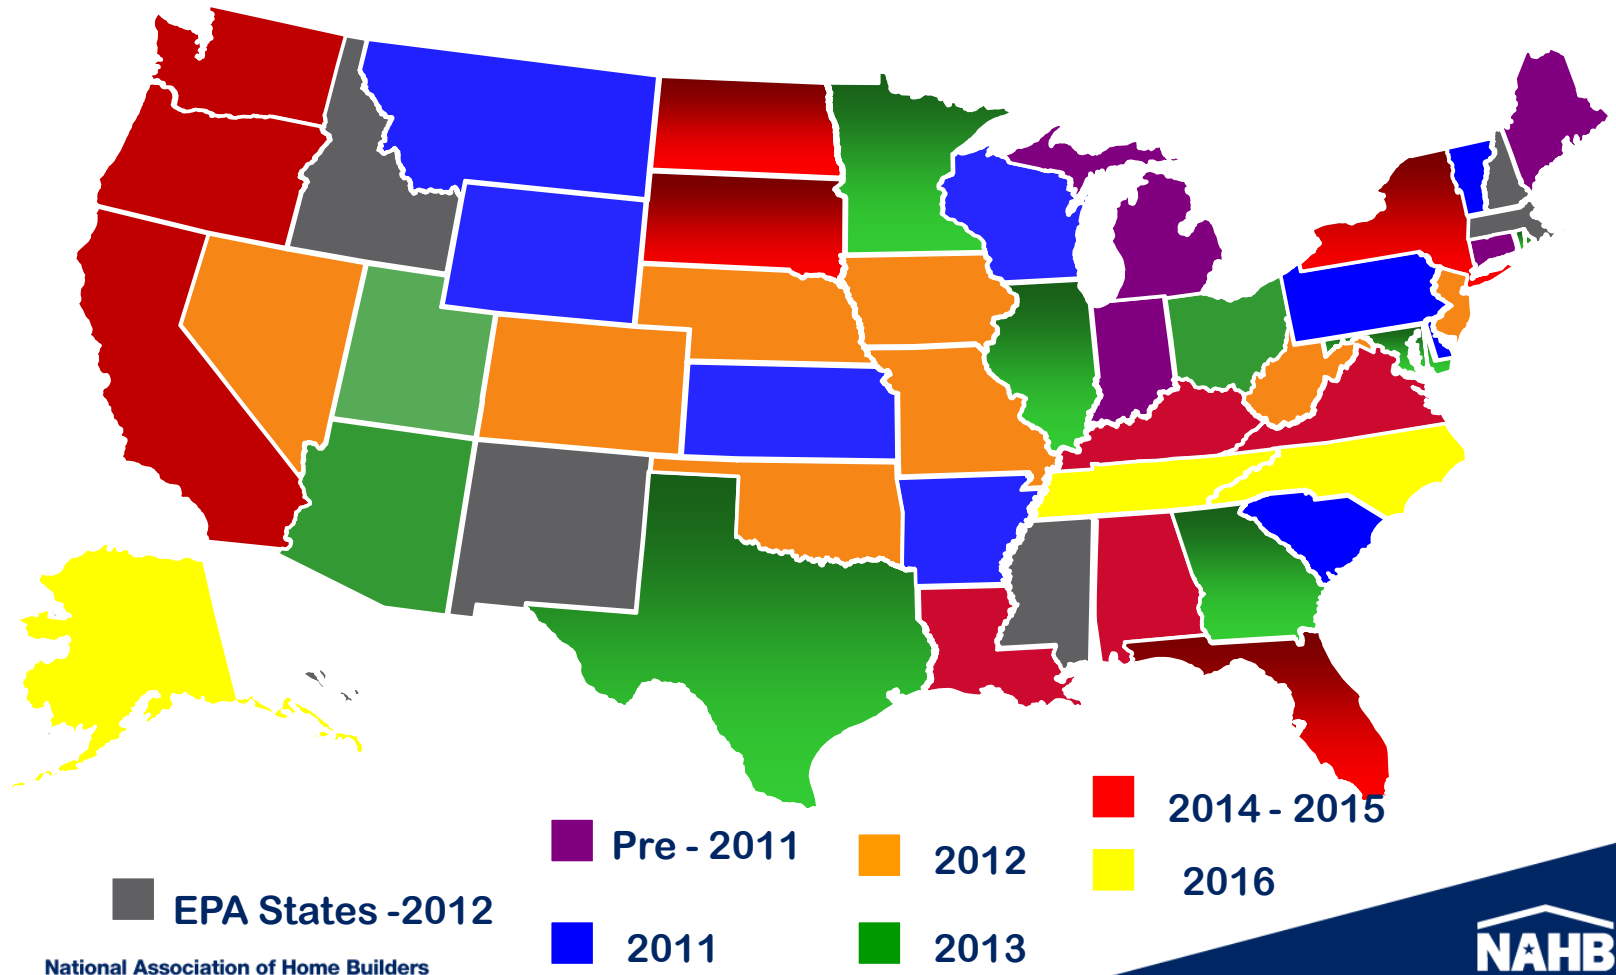 2014 - 2015
Pre - 2011
2012
2016
EPA States -2012
2011
2013
National Association of Home Builders
NAHB